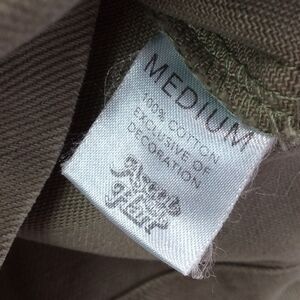 MEDIUM
100% COTTON
EXCLUSIVE OF
DECORATION